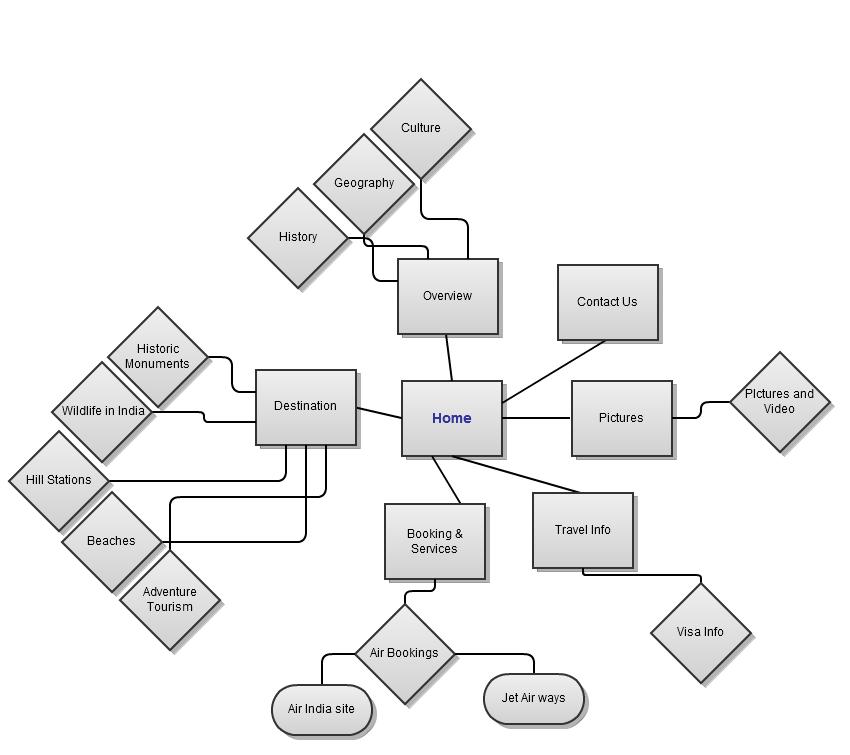 Culture
Geography
History
Overview
Contact Us
Historic
Monuments
Wildlife in India
Destination
Home
Pictures
PIctures and
Video
Hill Stations
Beaches
Booking &
Services
Travel Info
Adventure
Tourism
Air Bookings
Visa Info
Air India site
Jet Air ways